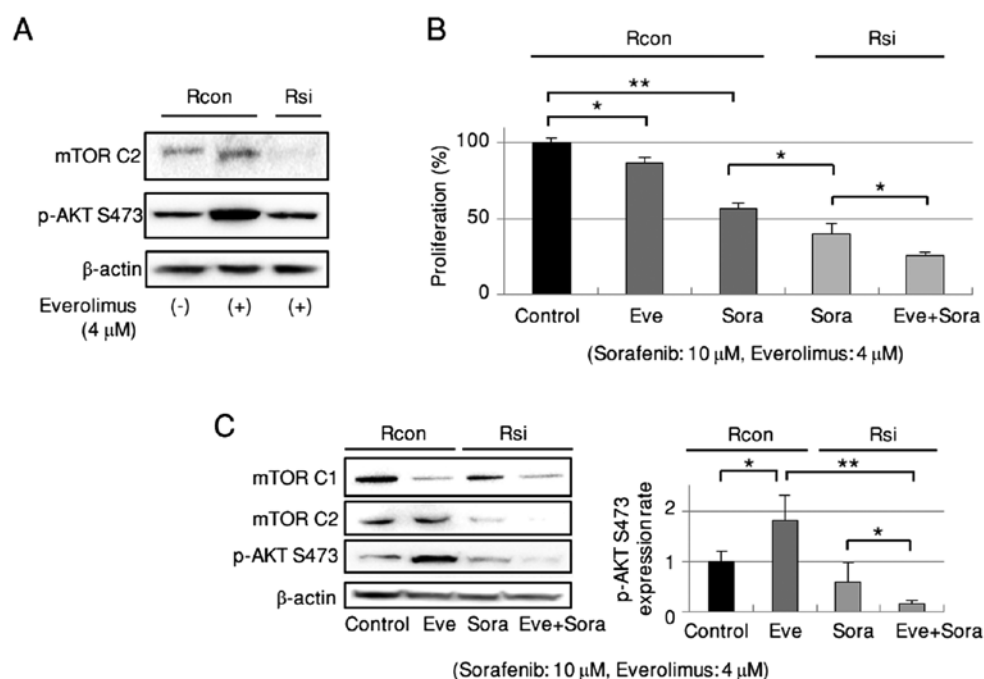 A
Rcon Rsi
mTOR C2
p-AKT S473
β-actin
Everolimus (-) (+) (+)
(4 μM)
B
Rcon Rsi
**
*
*
*
Proliferation (%)
100
50
0
Control Eve Sora Sora Eve+Sora
(Sorafenib: 10 μM, Everolimus: 4 μM)
C
Rcon Rsi
mTOR C1
mTOR C2
p-AKT S473
β-actin
Control Eve Sora Eve+Sora
Rcon Rsi
* **
*
p-AKT S473
expression rate
2
1
0
Control Eve Sora Eve+Sora
(Sorafenib: 10 μM, Everolimus: 4 μM)